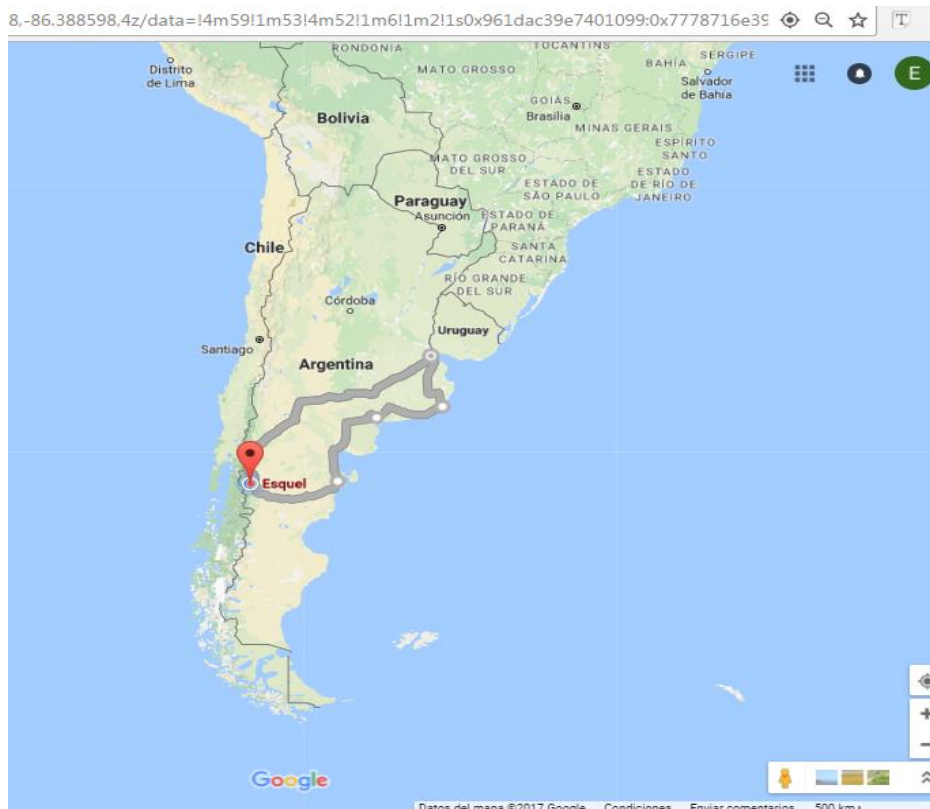 8,-86.388598,4z/data=!4m59!1m53!4m52!1m6!1m2!1s0x961dac39e7401099:0x7778716e39
T
RONDONIA
TOCANTINS
SERGIPE
BAHÍA
Distrito
de Lima
MATO GROSSO
Salvador
de Bahía
E
GOIÁS
Brasilia
Bolivia
MINAS GERAIS
ESPÍRITO
SANTO
MATO GROSSO
DEL SUR
ESTADO
DE RÍO DE
JANEIRO
ESTADO DE
SÃO PAULO
Paraguay
Asunción
ESTADO DE
PARANÁ
Chile
SANTA
CATARINA
RÍO GRANDE
DEL SUR
Córdoba
Uruguay
Santiago
Argentina
Esquel
Google
Datos del mapa ©2017 Google Condiciones Enviar comentarios 500 km